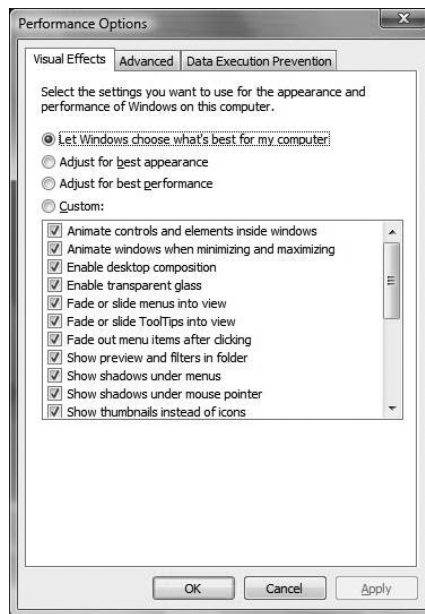 Performance Options
Visual Effects Advanced Data Execution Prevention
Select the settings you want to use for the appearance and
performance of Windows on this computer.
Let Windows choose what's best for my computer
Adjust for best appearance
Adjust for best performance
Custom:
Animate controls and elements inside windows
Animate windows when minimizing and maximizing
Enable desktop composition
Enable transparent glass
Fade or slide menus into view
Fade or slide ToolTips into view
Fade out menu items after clicking
Show preview and filters in folder
Show shadows under menus
Show shadows under mouse pointer
Show thumbnails instead of icons
OK Cancel Apply